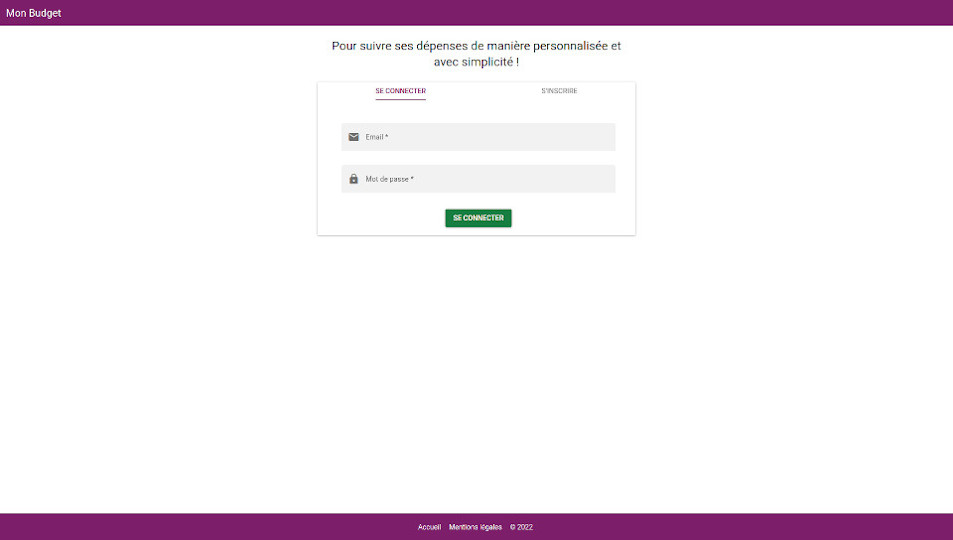 Mon Budget
Pour suivre ses dépenses de manière personnalisée et
avec simplicité !
SE CONNECTER S'INSCRIRE
Email *
Mot de passe *
SE CONNECTER
Accueil Mentions légales © 2022